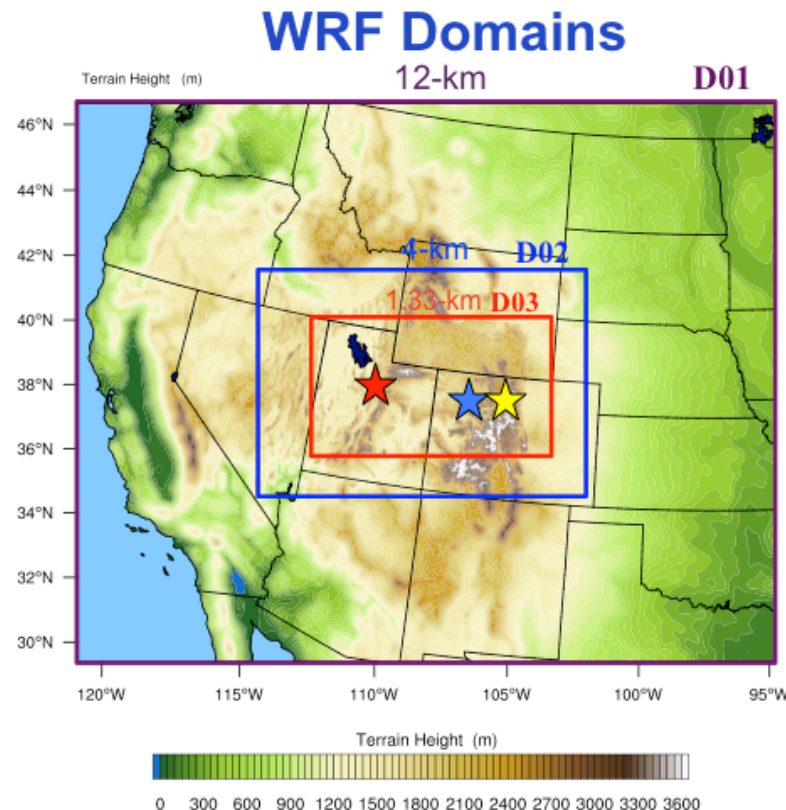 WRF Domains
Terrain Height (m) 12-km D01
46°N
44°N
42°N
4-km D02
1.33-km D03
40°N
38°N
36°N
34°N
32°N
30°N
120°W 115°W 110°W 105°W 100°W 95°W
Terrain Height (m)
0 300 600 900 1200 1500 1800 2100 2400 2700 3000 3300 3600